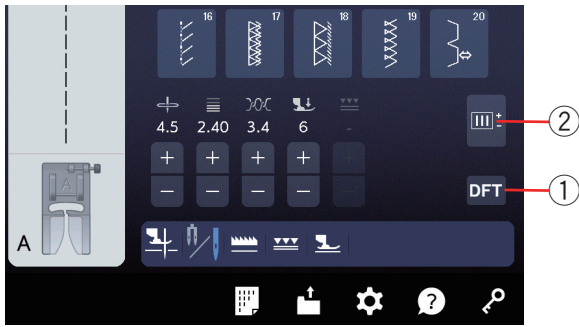 16 17 18 19 20
4.5 2.40 3.4 6 -
+ + + + +
- - - - -
2
DFT 1
A A
?